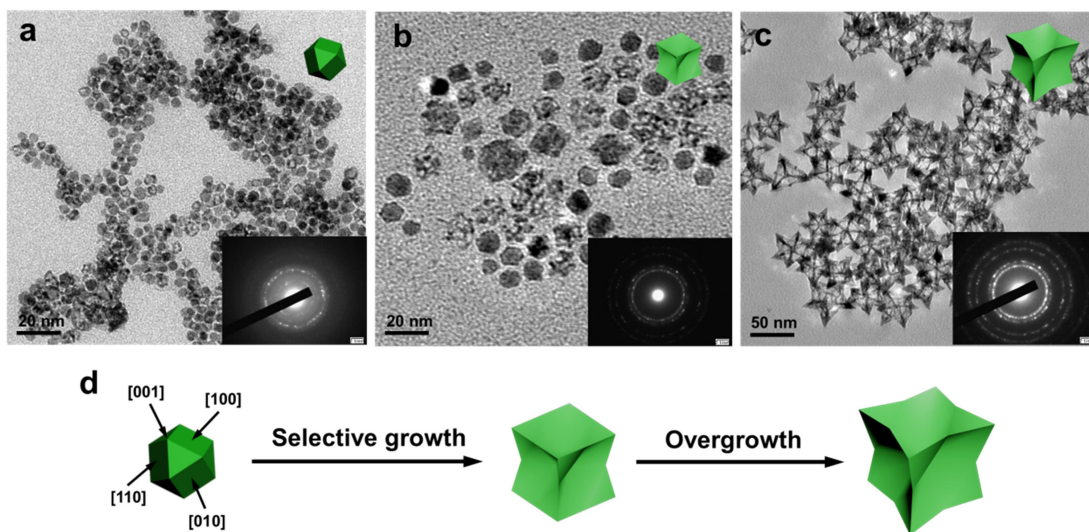 a
b
c
20 nm
20 nm
50 nm
d
[001]
[100]
[110]
[010]
Selective growth
Overgrowth